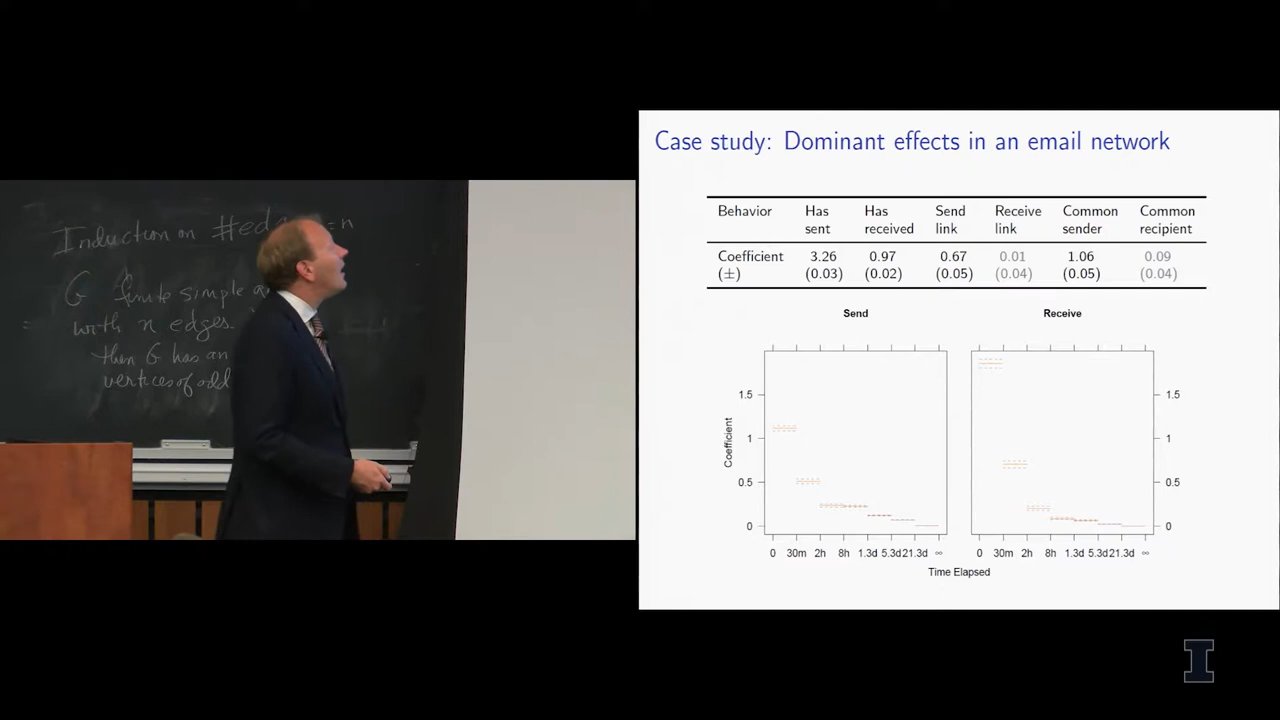 Induction on #ed = n
G finite simple
= with n edges.
then G has an
vertices of odd
Case study: Dominant effects in an email network
Behavior Has sent Has received Send link Receive link Common sender Common recipient
Coefficient 3.26 0.97 0.67 0.01 1.06 0.09
(±) (0.03) (0.02) (0.05) (0.04) (0.05) (0.04)
Send Receive
Coefficient
1.5 1.5
1 1
0.5 0.5
0 0
0 30m 2h 8h 1.3d 5.3d 21.3d ∞ 0 30m 2h 8h 1.3d 5.3d 21.3d ∞
Time Elapsed
I